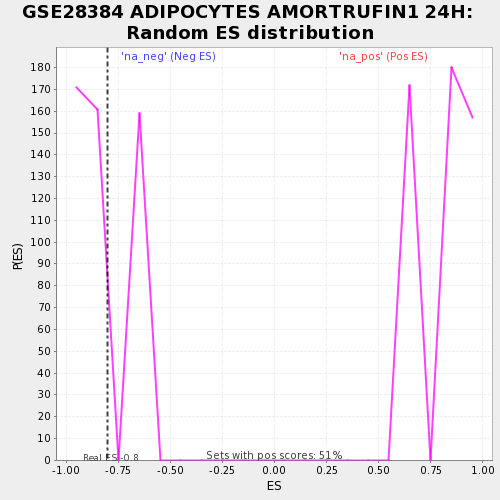 GSE28384 ADIPOCYTES AMORTRUFIN1 24H:
Random ES distribution
'na_neg' (Neg ES)
'na_pos' (Pos ES)
180
170
160
150
140
130
120
110
100
90
80
70
60
50
40
30
20
10
0
P(ES)
Real ES -0.8
Sets with pos scores: 51%
-1.00 -0.75 -0.50 -0.25 0.00 0.25 0.50 0.75 1.00
ES